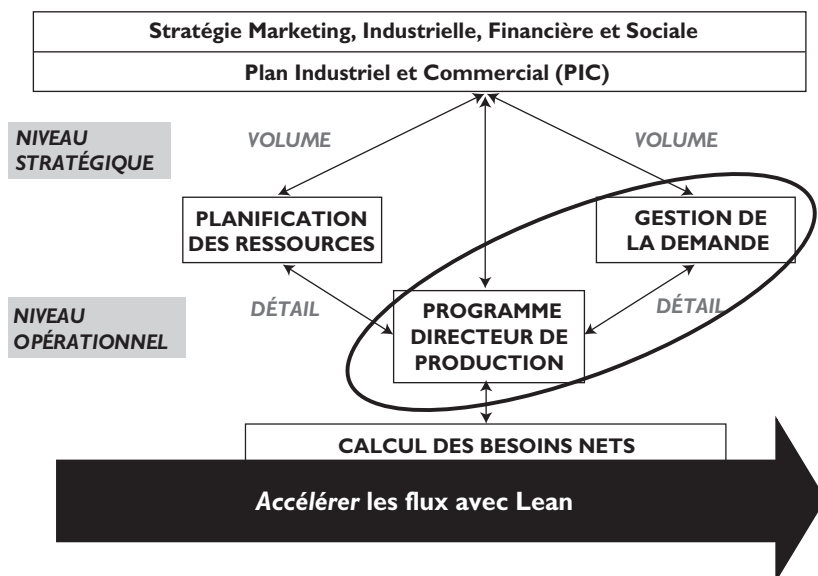 Stratégie Marketing, Industrielle, Financière et Sociale
Plan Industriel et Commercial (PIC)
NIVEAU
STRATÉGIQUE
VOLUME
VOLUME
PLANIFICATION
DES RESSOURCES
GESTION DE
LA DEMANDE
NIVEAU
OPÉRATIONNEL
DÉTAIL
PROGRAMME
DIRECTEUR DE
PRODUCTION
DÉTAIL
CALCUL DES BESOINS NETS
Accélérer les flux avec Lean